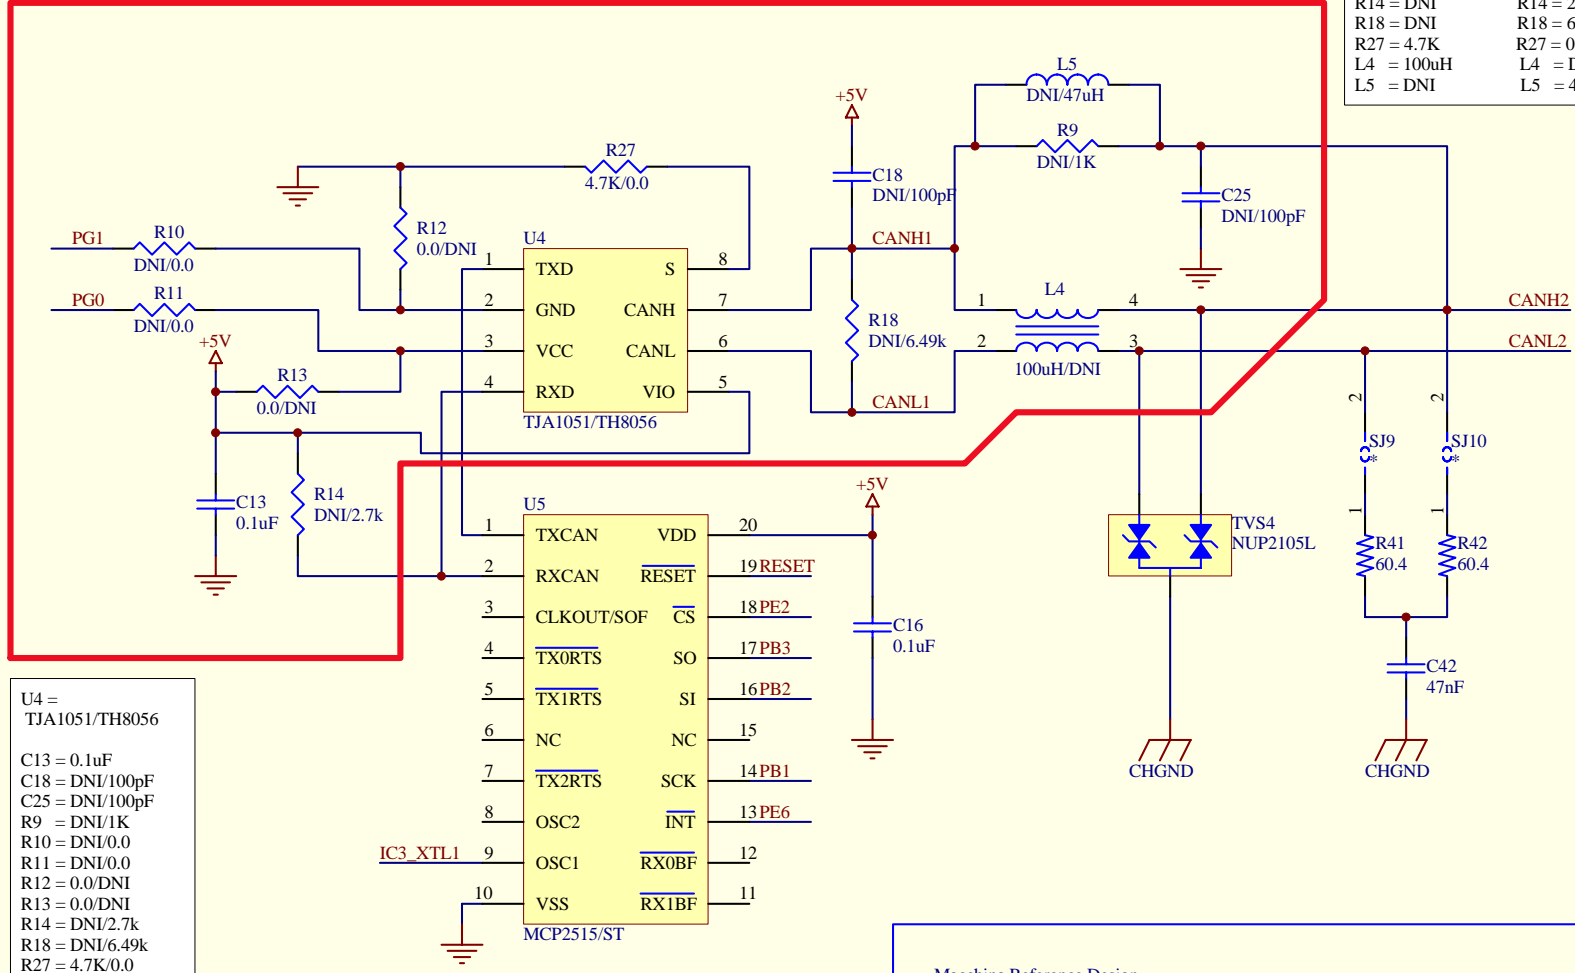 R14 = DNI
R18 = DNI
R27 = 4.7K
L4 = 100uH
L5 = DNI
L5
DNI/47uH
R9
DNI/1K
+5V
C18
DNI/100pF
C25
DNI/100pF
R27
4.7K/0.0
R12
0.0/DNI
PG1
R10
DNI/0.0
PG0
R11
DNI/0.0
+5V
R13
0.0/DNI
U4
1 TXD S 8
2 GND CANH 7
3 VCC CANL 6
4 RXD VIO 5
TJA1051/TH8056
CANH1
R18
DNI/6.49k
CANL1
1 L4 4
2 3
100uH/DNI
CANH2
CANL2
C13
0.1uF
R14
DNI/2.7k
U5
1 TXCAN VDD 20
2 RXCAN RESET 19 RESET
3 CLKOUT/SOF CS 18 PE2
4 TX0RTS SO 17 PB3
5 TX1RTS SI 16 PB2
6 NC NC 15
7 TX2RTS SCK 14 PB1
8 OSC2 INT 13 PE6
IC3_XTL1 9 OSC1 RX0BF 12
10 VSS RX1BF 11
MCP2515/ST
+5V
C16
0.1uF
TVS4
NUP2105L
CHGND
2 2
SJ9 SJ10
* *
1 1
R41 R42
60.4 60.4
C42
47nF
CHGND
U4 =
TJA1051/TH8056
C13 = 0.1uF
C18 = DNI/100pF
C25 = DNI/100pF
R9 = DNI/1K
R10 = DNI/0.0
R11 = DNI/0.0
R12 = 0.0/DNI
R13 = 0.0/DNI
R14 = DNI/2.7k
R18 = DNI/6.49k
R27 = 4.7K/0.0